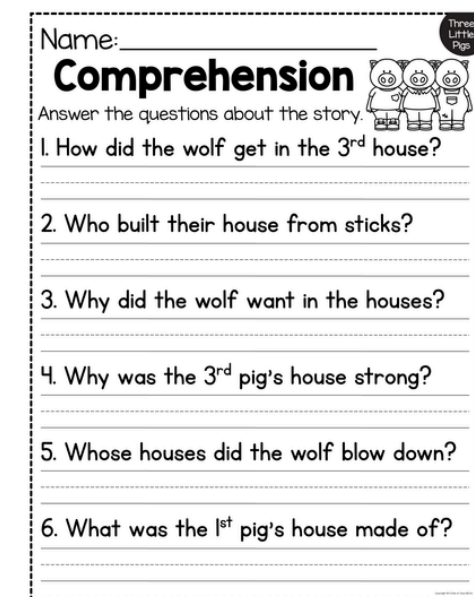 Three
Little
Pigs
Name:
Comprehension
Answer the questions about the story.
1. How did the wolf get in the 3rd house?
2. Who built their house from sticks?
3. Why did the wolf want in the houses?
4. Why was the 3rd pig's house strong?
5. Whose houses did the wolf blow down?
6. What was the 1st pig's house made of?